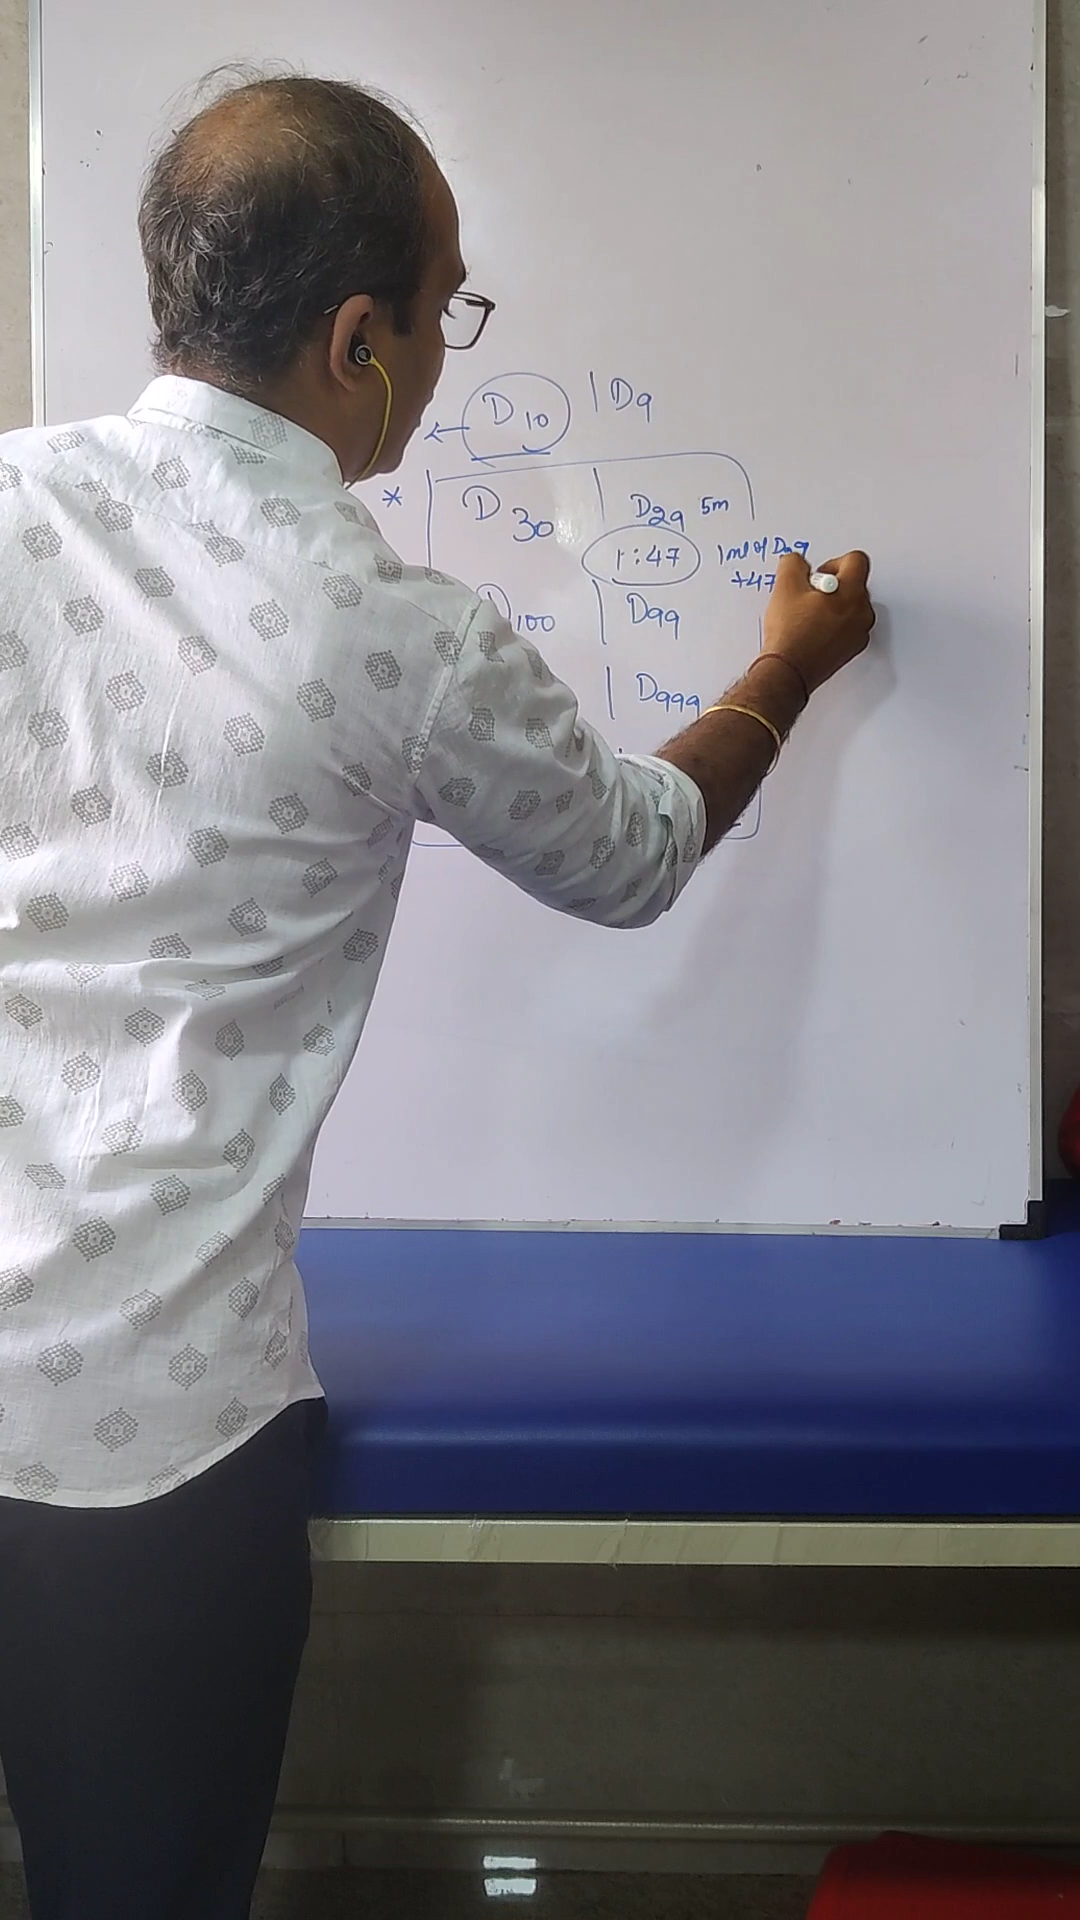 ← D10 | D9
* | D30 | D29 5m
1:47 1ml of D29
+47
D100 | D99
| D999